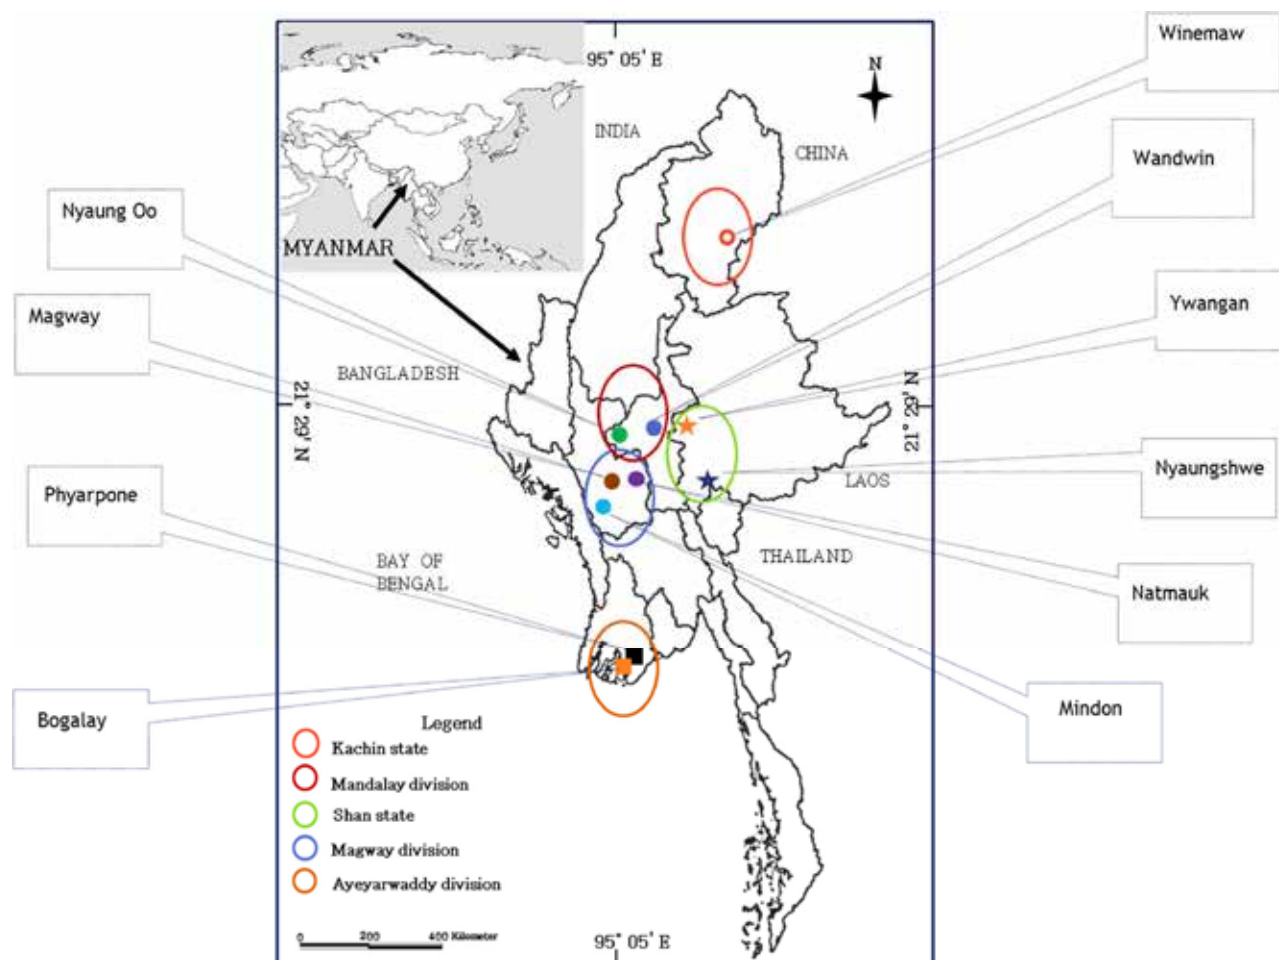 95° 05' E
N
Winemaw
INDIA
CHINA
Wandwin
Nyaung Oo
MYANMAR
Ywangan
Magway
BANGLADESH
21° 29' N
21° 29' N
Nyaungshwe
LAOS
Phyarpone
THAILAND
BAY OF
BENGAL
Natmauk
Mindon
Bogalay
Legend
Kachin state
Mandalay division
Shan state
Magway division
Ayeyarwaddy division
0 200 400 Kilometer
95° 05' E